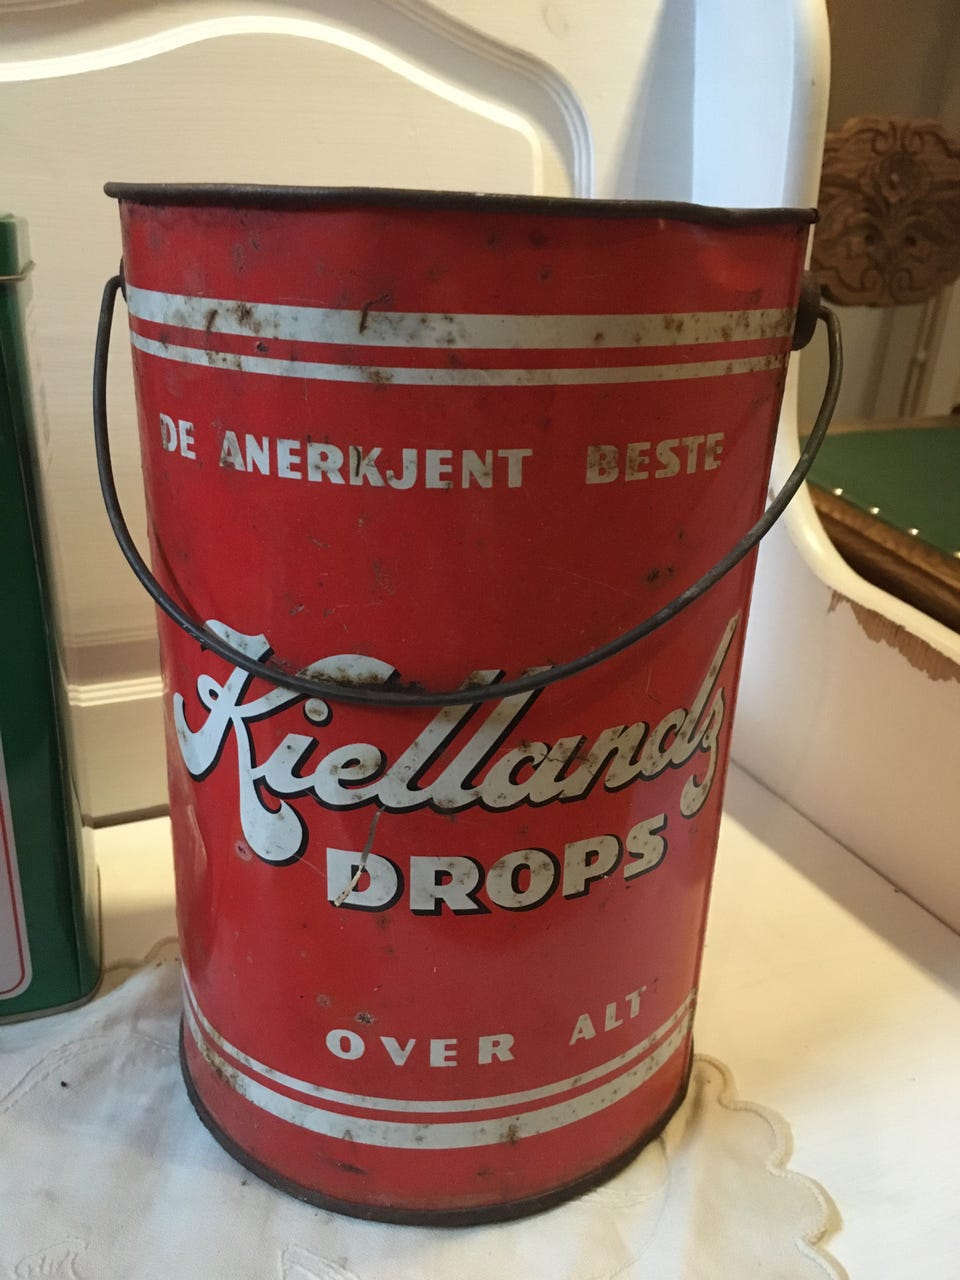 DE ANERKJENT BESTE
Kiellands
DROPS
OVER ALT